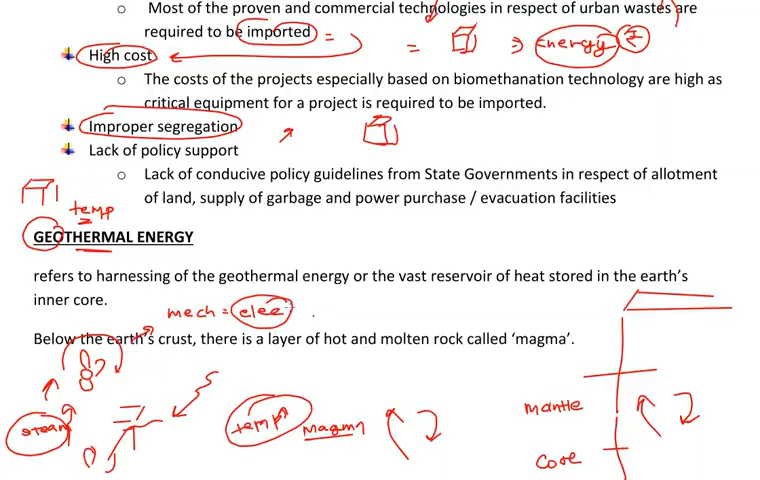 o Most of the proven and commercial technologies in respect of urban wastes are
required to be imported =
= ⇒ Energy ₹
High cost
o The costs of the projects especially based on biomethanation technology are high as
critical equipment for a project is required to be imported.
Improper segregation
Lack of policy support
o Lack of conducive policy guidelines from State Governments in respect of allotment
of land, supply of garbage and power purchase / evacuation facilities
temp
GEOTHERMAL ENERGY
refers to harnessing of the geothermal energy or the vast reservoir of heat stored in the earth's
inner core.
mech = elec
Below the earth's crust, there is a layer of hot and molten rock called 'magma'.
steam
temp
Magma
mantle
Core